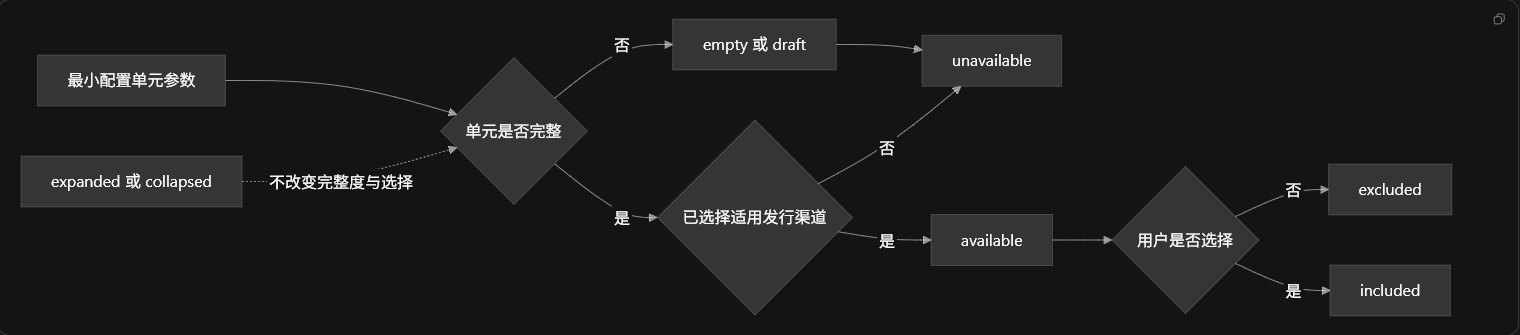 最小配置单元参数
expanded 或 collapsed
不改变完整度与选择
单元是否完整
否
empty 或 draft
unavailable
是
已选择适用发行渠道
否
是
available
用户是否选择
否
excluded
是
included